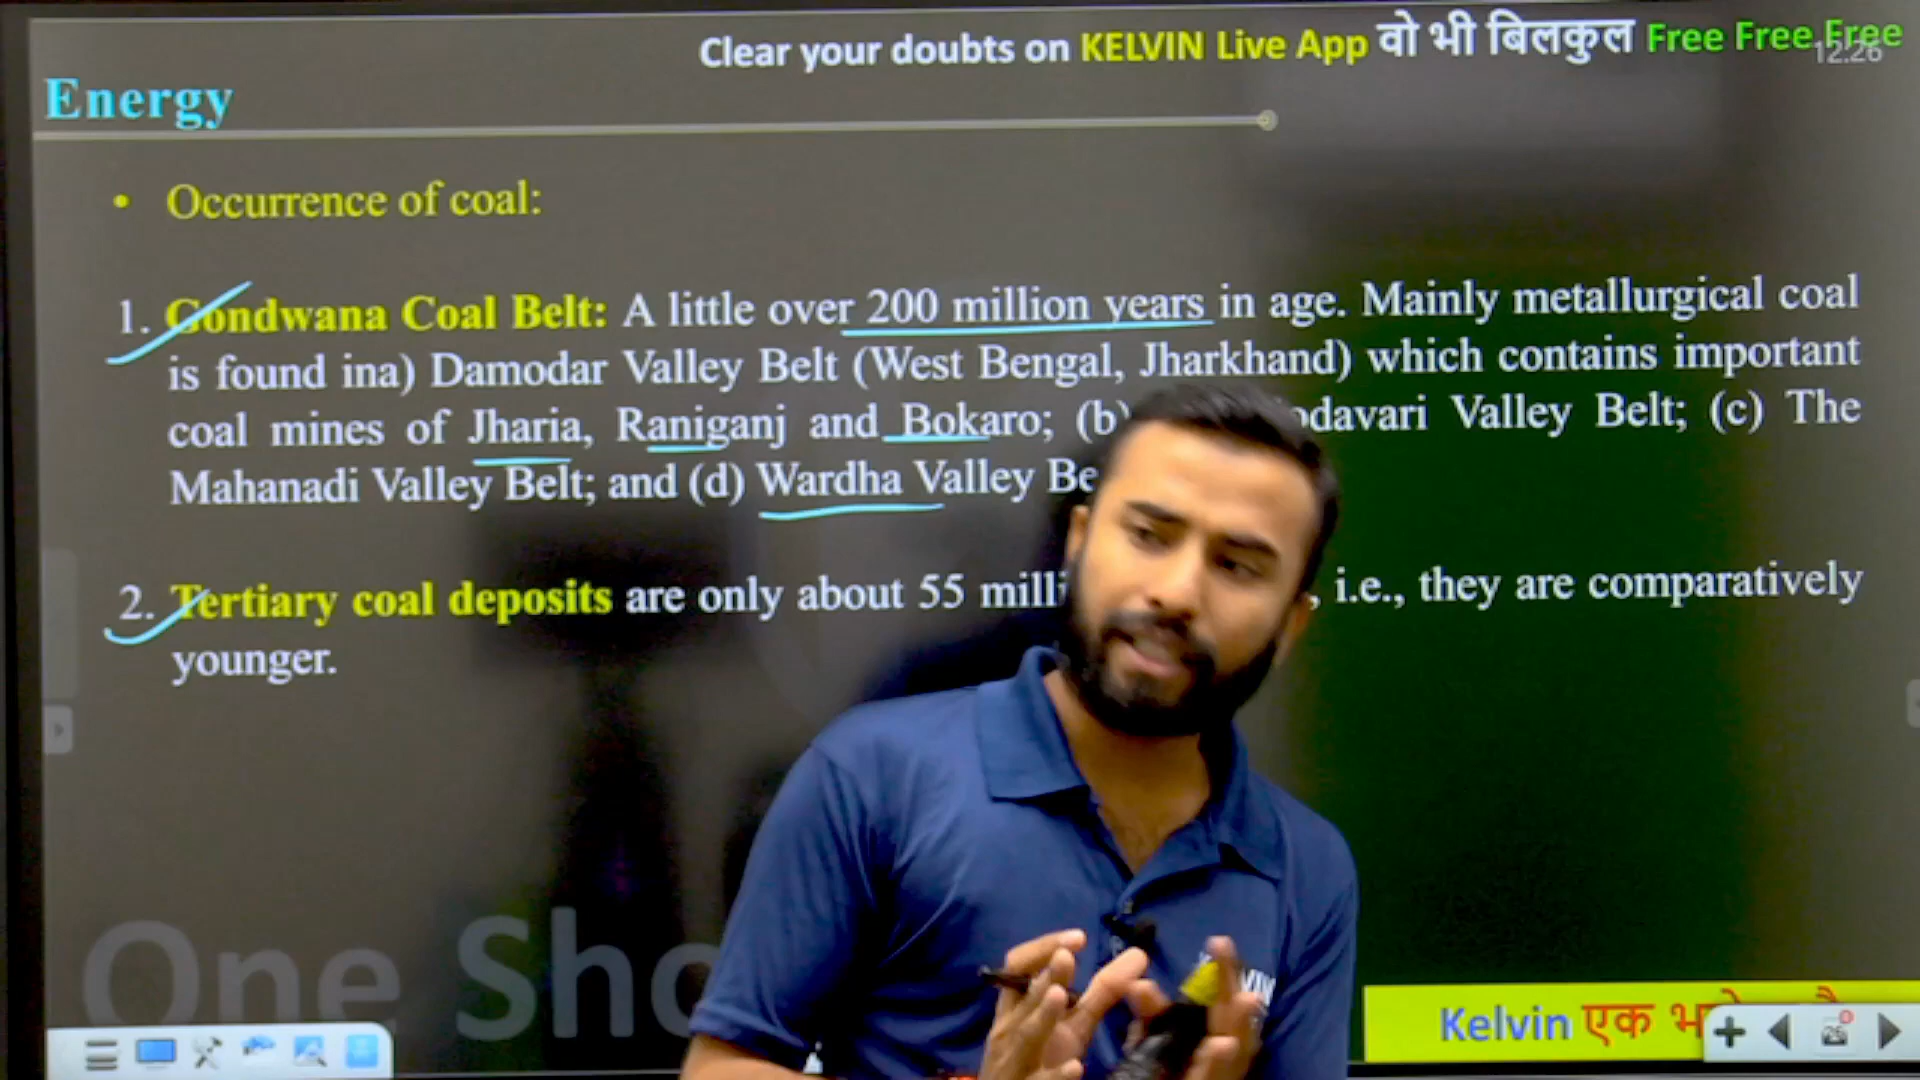 Clear your doubts on KELVIN Live App वो भी बिलकुल Free Free Free
12:26
Energy
• Occurrence of coal:
1. Gondwana Coal Belt: A little over 200 million years in age. Mainly metallurgical coal
is found ina) Damodar Valley Belt (West Bengal, Jharkhand) which contains important
coal mines of Jharia, Raniganj and Bokaro; (b) odavari Valley Belt; (c) The
Mahanadi Valley Belt; and (d) Wardha Valley Be
2. Tertiary coal deposits are only about 55 milli , i.e., they are comparatively
younger.
One Sho
Kelvin एक
25